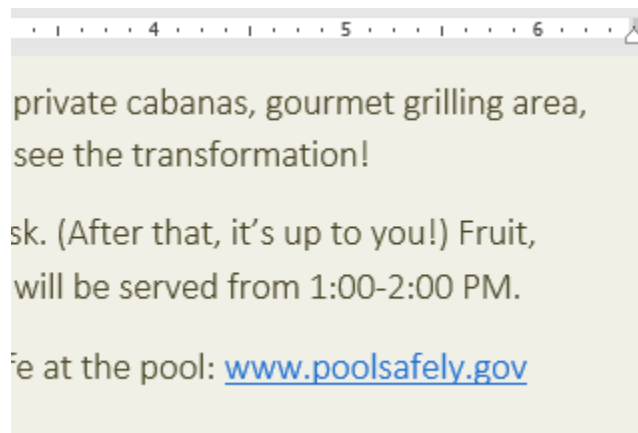 4 5 6
private cabanas, gourmet grilling area,
see the transformation!
sk. (After that, it’s up to you!) Fruit,
will be served from 1:00-2:00 PM.
fe at the pool: www.poolsafely.gov